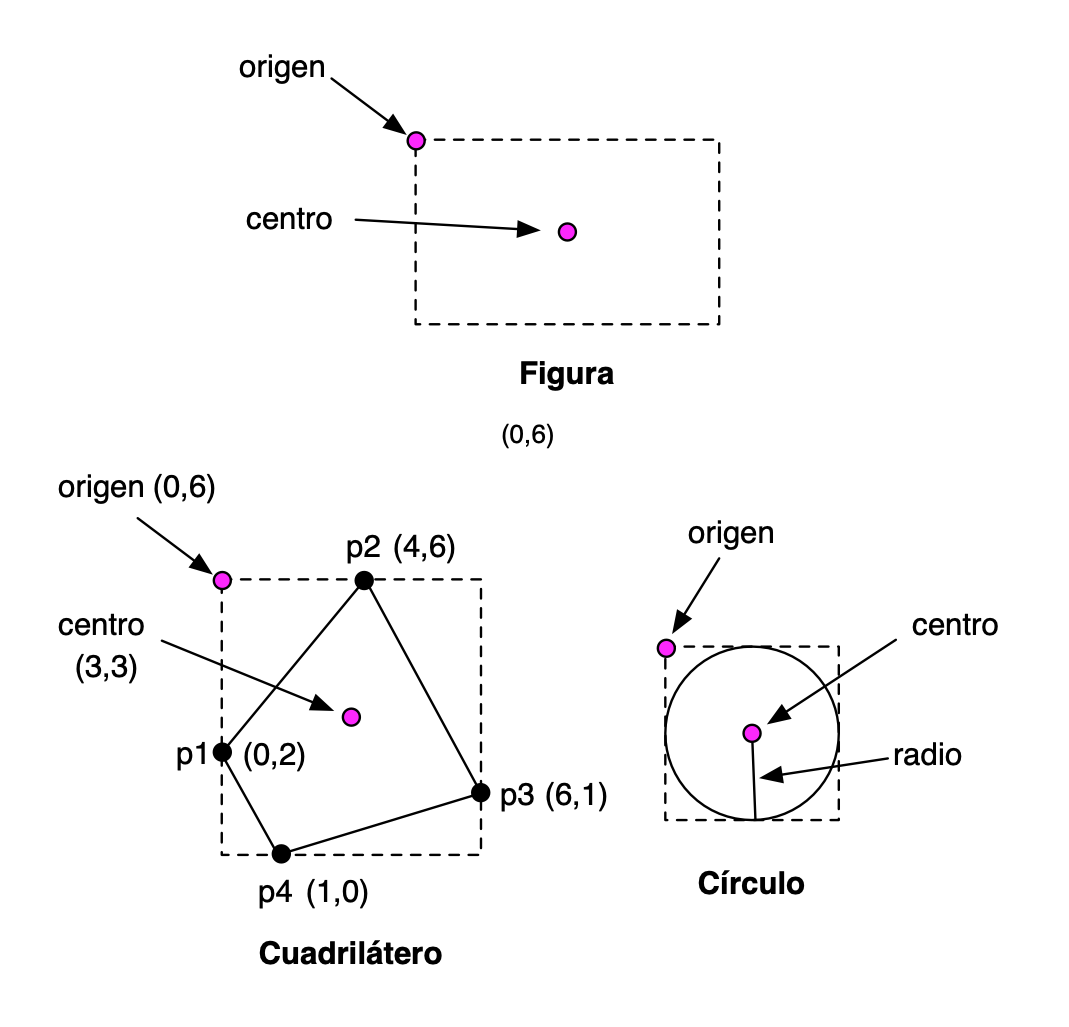 origen
centro
Figura
(0,6)
origen (0,6)
p2 (4,6)
centro
(3,3)
p1 (0,2)
p3 (6,1)
p4 (1,0)
Cuadrilátero
origen
centro
radio
Círculo